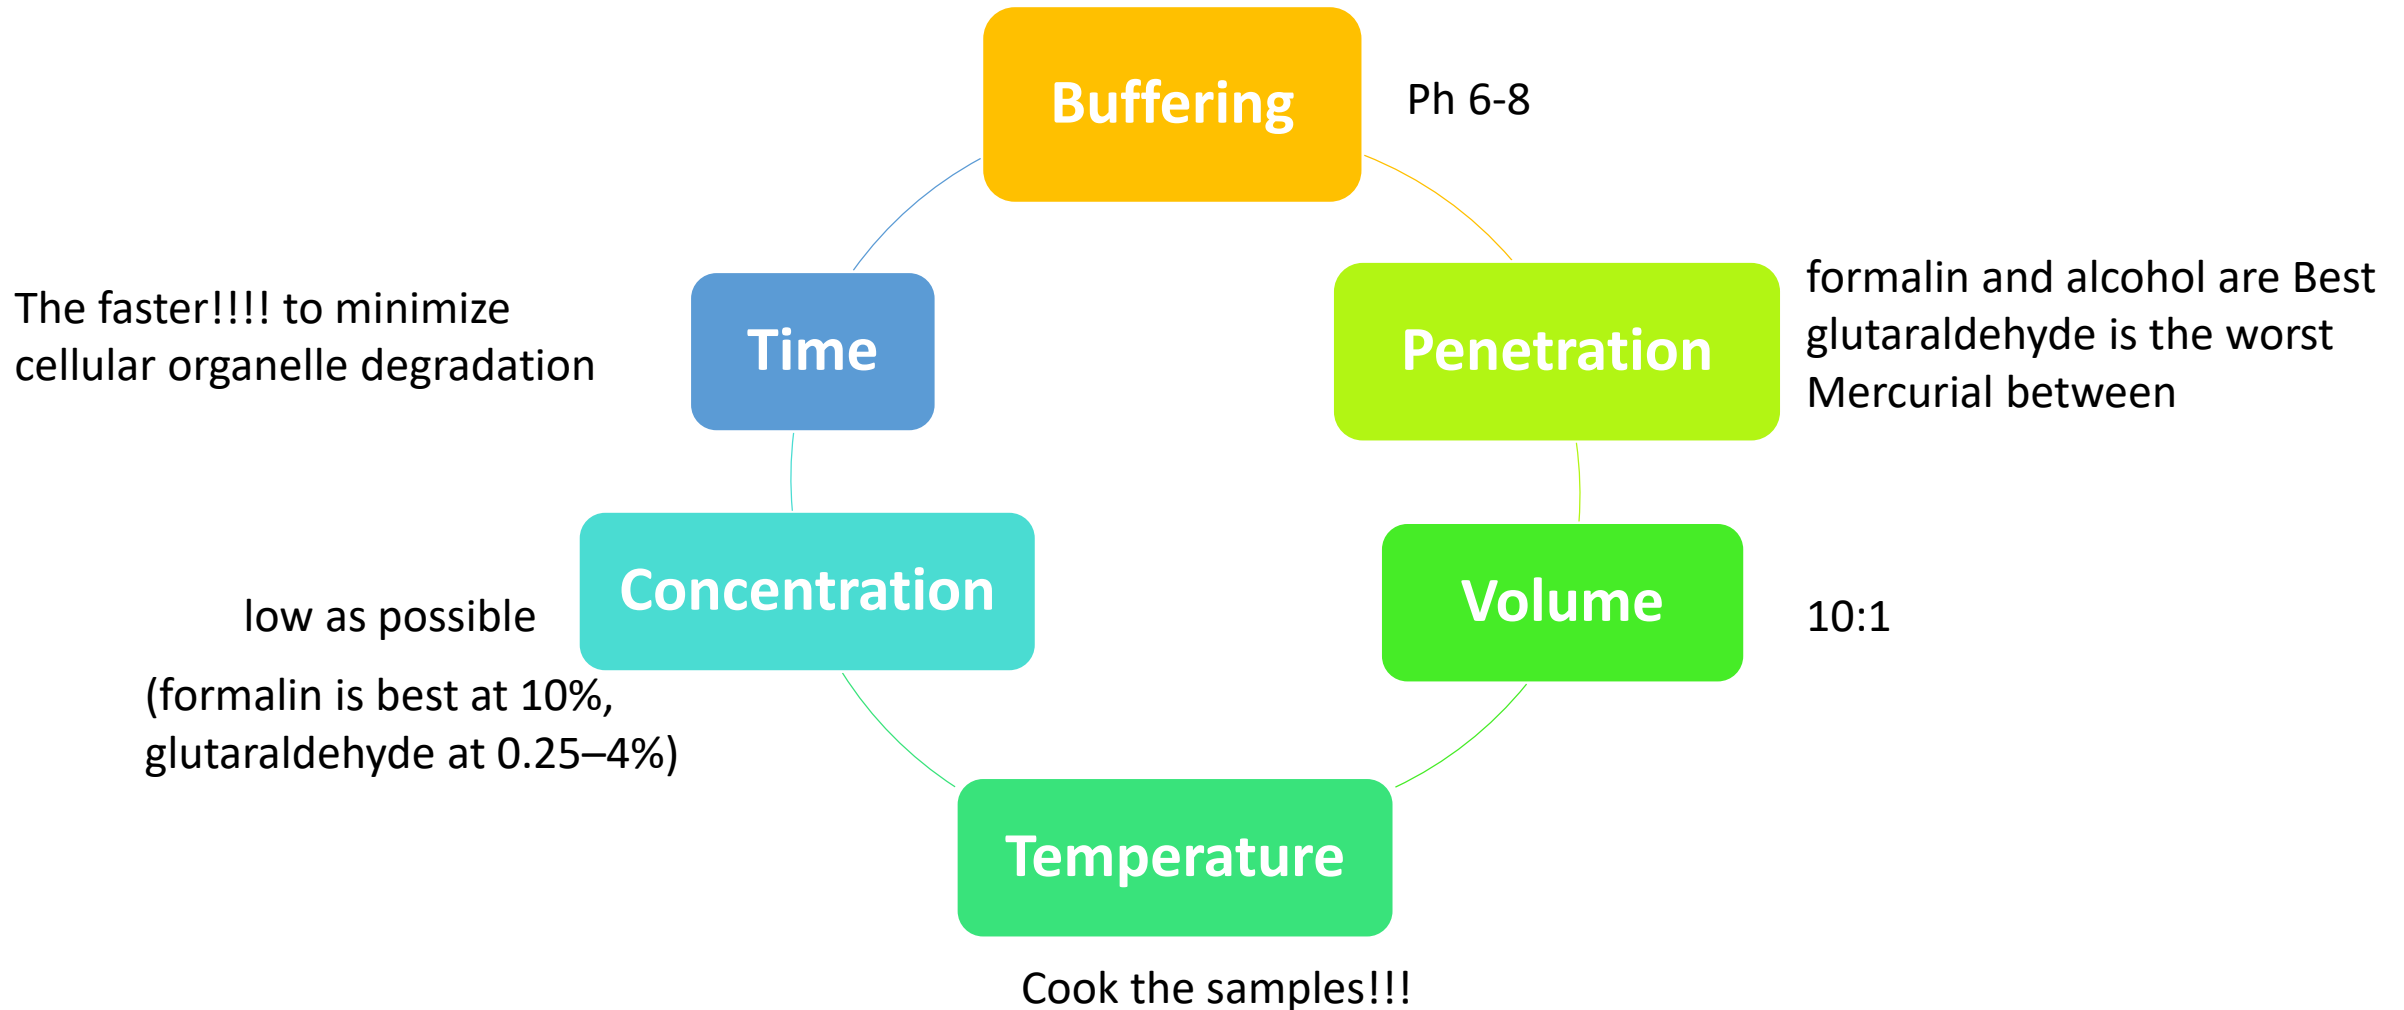 Buffering
Ph 6-8
Penetration
formalin and alcohol are Best
glutaraldehyde is the worst
Mercurial between
Volume
10:1
Temperature
Cook the samples!!!
Concentration
low as possible
(formalin is best at 10%,
glutaraldehyde at 0.25–4%)
Time
The faster!!!! to minimize
cellular organelle degradation